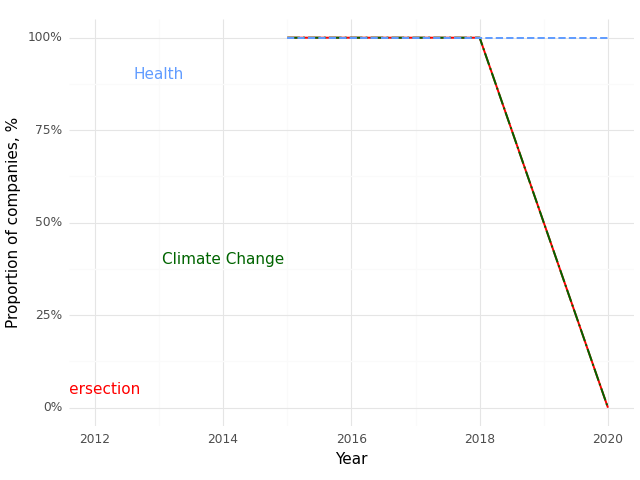 100%
Health
75%
50%
Climate Change
25%
ersection
0%
2012 2014 2016 2018 2020
Year
Proportion of companies, %